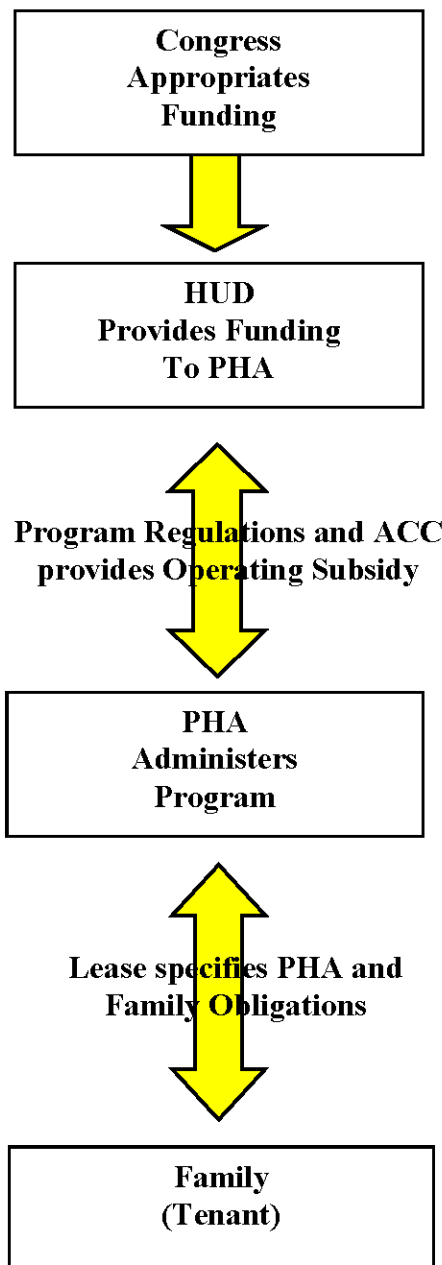 Congress
Appropriates
Funding
HUD
Provides Funding
To PHA
Program Regulations and ACC
provides Operating Subsidy
PHA
Administers
Program
Lease specifies PHA and
Family Obligations
Family
(Tenant)